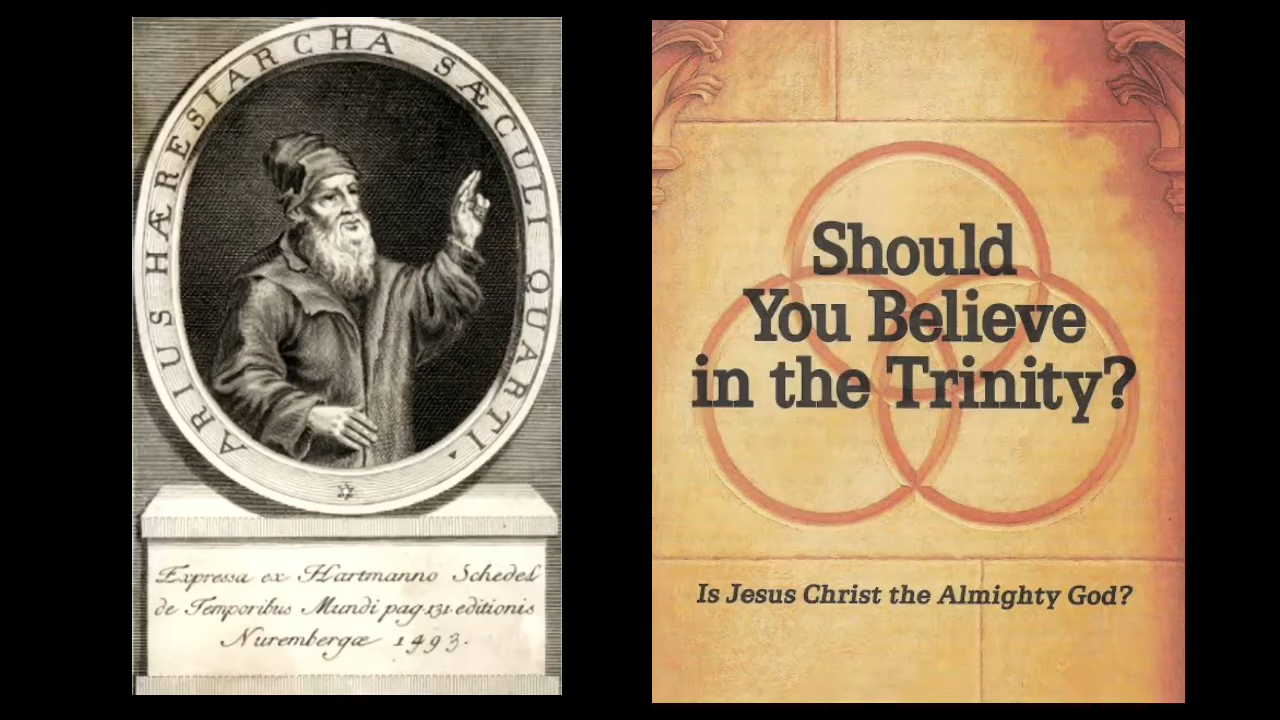 ARIUS HÆRESIARCHA SÆCULI QUARTI.
Expressa ex Hartmanno Schedel
de Temporibus Mundi pag.131.editionis
Nurembergæ 1493.
Should
You Believe
in the Trinity?
Is Jesus Christ the Almighty God?